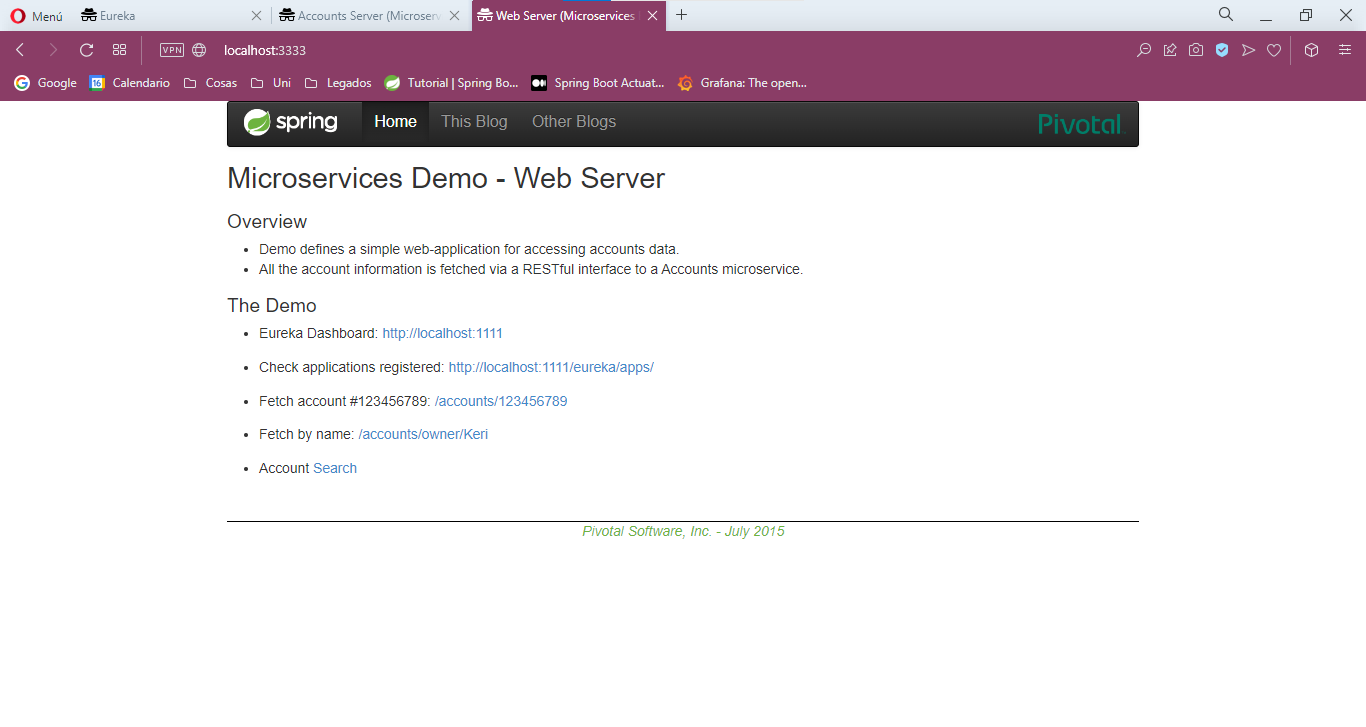 Menú
Eureka
Accounts Server (Microserv
Web Server (Microservices
VPN
localhost:3333
Google
16
Calendario
Cosas
Uni
Legados
Tutorial | Spring Bo...
Spring Boot Actuat...
Grafana: The open...
spring
Home
This Blog
Other Blogs
Pivotal
Microservices Demo - Web Server
Overview
Demo defines a simple web-application for accessing accounts data.
All the account information is fetched via a RESTful interface to a Accounts microservice.
The Demo
Eureka Dashboard: http://localhost:1111
Check applications registered: http://localhost:1111/eureka/apps/
Fetch account #123456789: /accounts/123456789
Fetch by name: /accounts/owner/Keri
Account Search
Pivotal Software, Inc. - July 2015